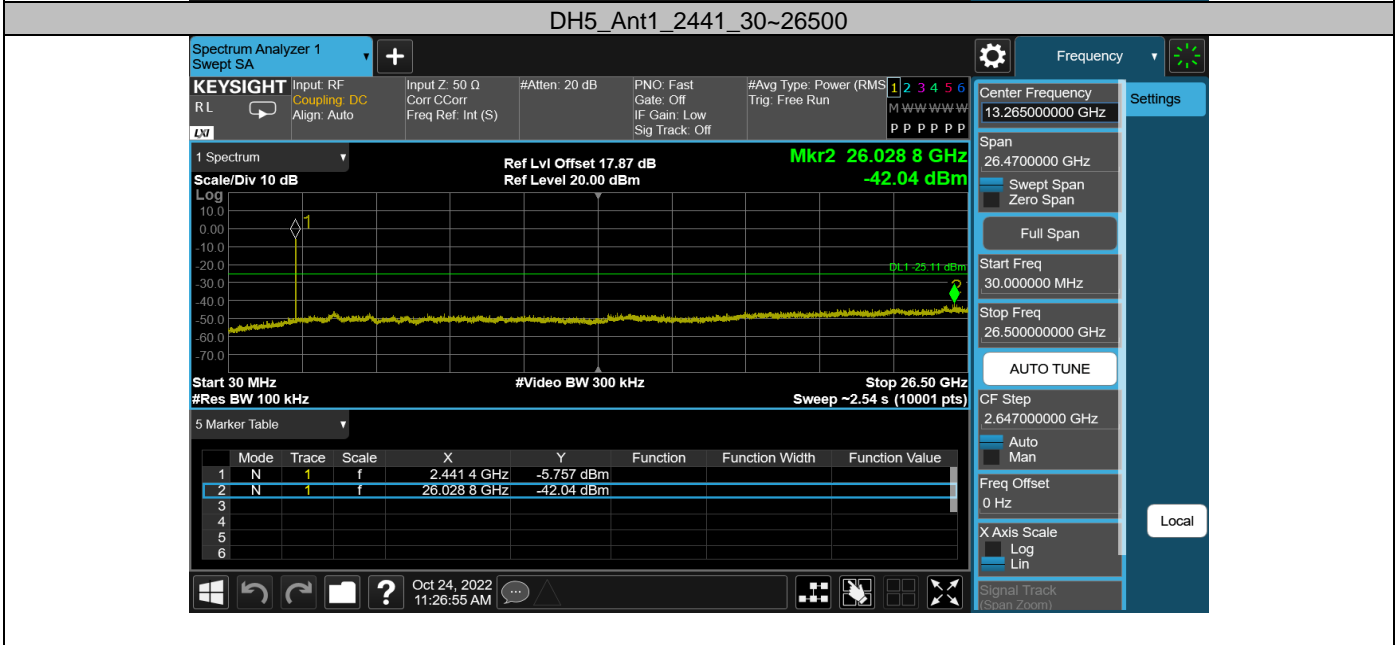 DH5_Ant1_2441_30~26500
Spectrum Analyzer 1
Swept SA
Frequency
KEYSIGHT
RL
LXI
Input: RF
Coupling: DC
Align: Auto
Input Z: 50 Ω
Corr CCorr
Freq Ref: Int (S)
#Atten: 20 dB
PNO: Fast
Gate: Off
IF Gain: Low
Sig Track: Off
#Avg Type: Power (RMS
Trig: Free Run
1 2 3 4 5 6
M W W W W W
P P P P P P
1 Spectrum
Scale/Div 10 dB
Ref Lvl Offset 17.87 dB
Ref Level 20.00 dBm
Mkr2 26.028 8 GHz
-42.04 dBm
Log
10.0
0.00
-10.0
-20.0
-30.0
-40.0
-50.0
-60.0
-70.0
1
DL1 -25.11 dBm
2
Start 30 MHz
#Video BW 300 kHz
Stop 26.50 GHz
#Res BW 100 kHz
Sweep ~2.54 s (10001 pts)
5 Marker Table
Mode Trace Scale X Y Function Function Width Function Value
1 N 1 f 2.441 4 GHz -5.757 dBm
2 N 1 f 26.028 8 GHz -42.04 dBm
3
4
5
6
Oct 24, 2022
11:26:55 AM
Center Frequency
13.265000000 GHz
Settings
Span
26.4700000 GHz
Swept Span
Zero Span
Full Span
Start Freq
30.000000 MHz
Stop Freq
26.500000000 GHz
AUTO TUNE
CF Step
2.647000000 GHz
Auto
Man
Freq Offset
0 Hz
Local
X Axis Scale
Log
Lin
Signal Track
(Span Zoom)